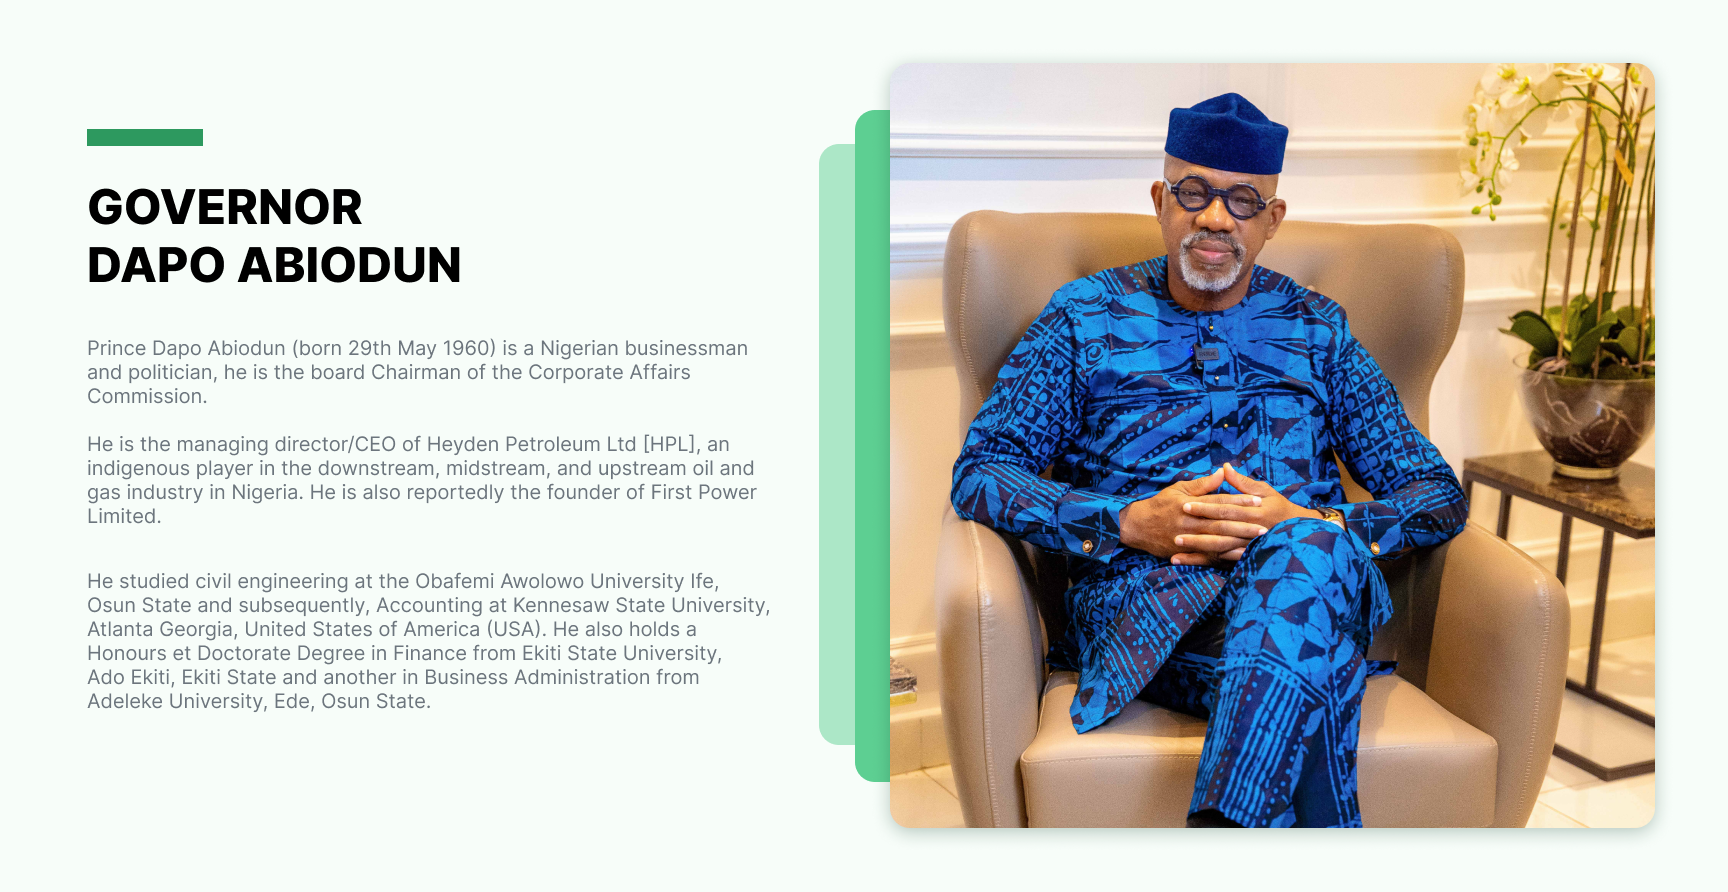 GOVERNOR
DAPO ABIODUN
Prince Dapo Abiodun (born 29th May 1960) is a Nigerian businessman
and politician, he is the board Chairman of the Corporate Affairs
Commission.
He is the managing director/CEO of Heyden Petroleum Ltd [HPL], an
indigenous player in the downstream, midstream, and upstream oil and
gas industry in Nigeria. He is also reportedly the founder of First Power
Limited.
He studied civil engineering at the Obafemi Awolowo University Ife,
Osun State and subsequently, Accounting at Kennesaw State University,
Atlanta Georgia, United States of America (USA). He also holds a
Honours et Doctorate Degree in Finance from Ekiti State University,
Ado Ekiti, Ekiti State and another in Business Administration from
Adeleke University, Ede, Osun State.